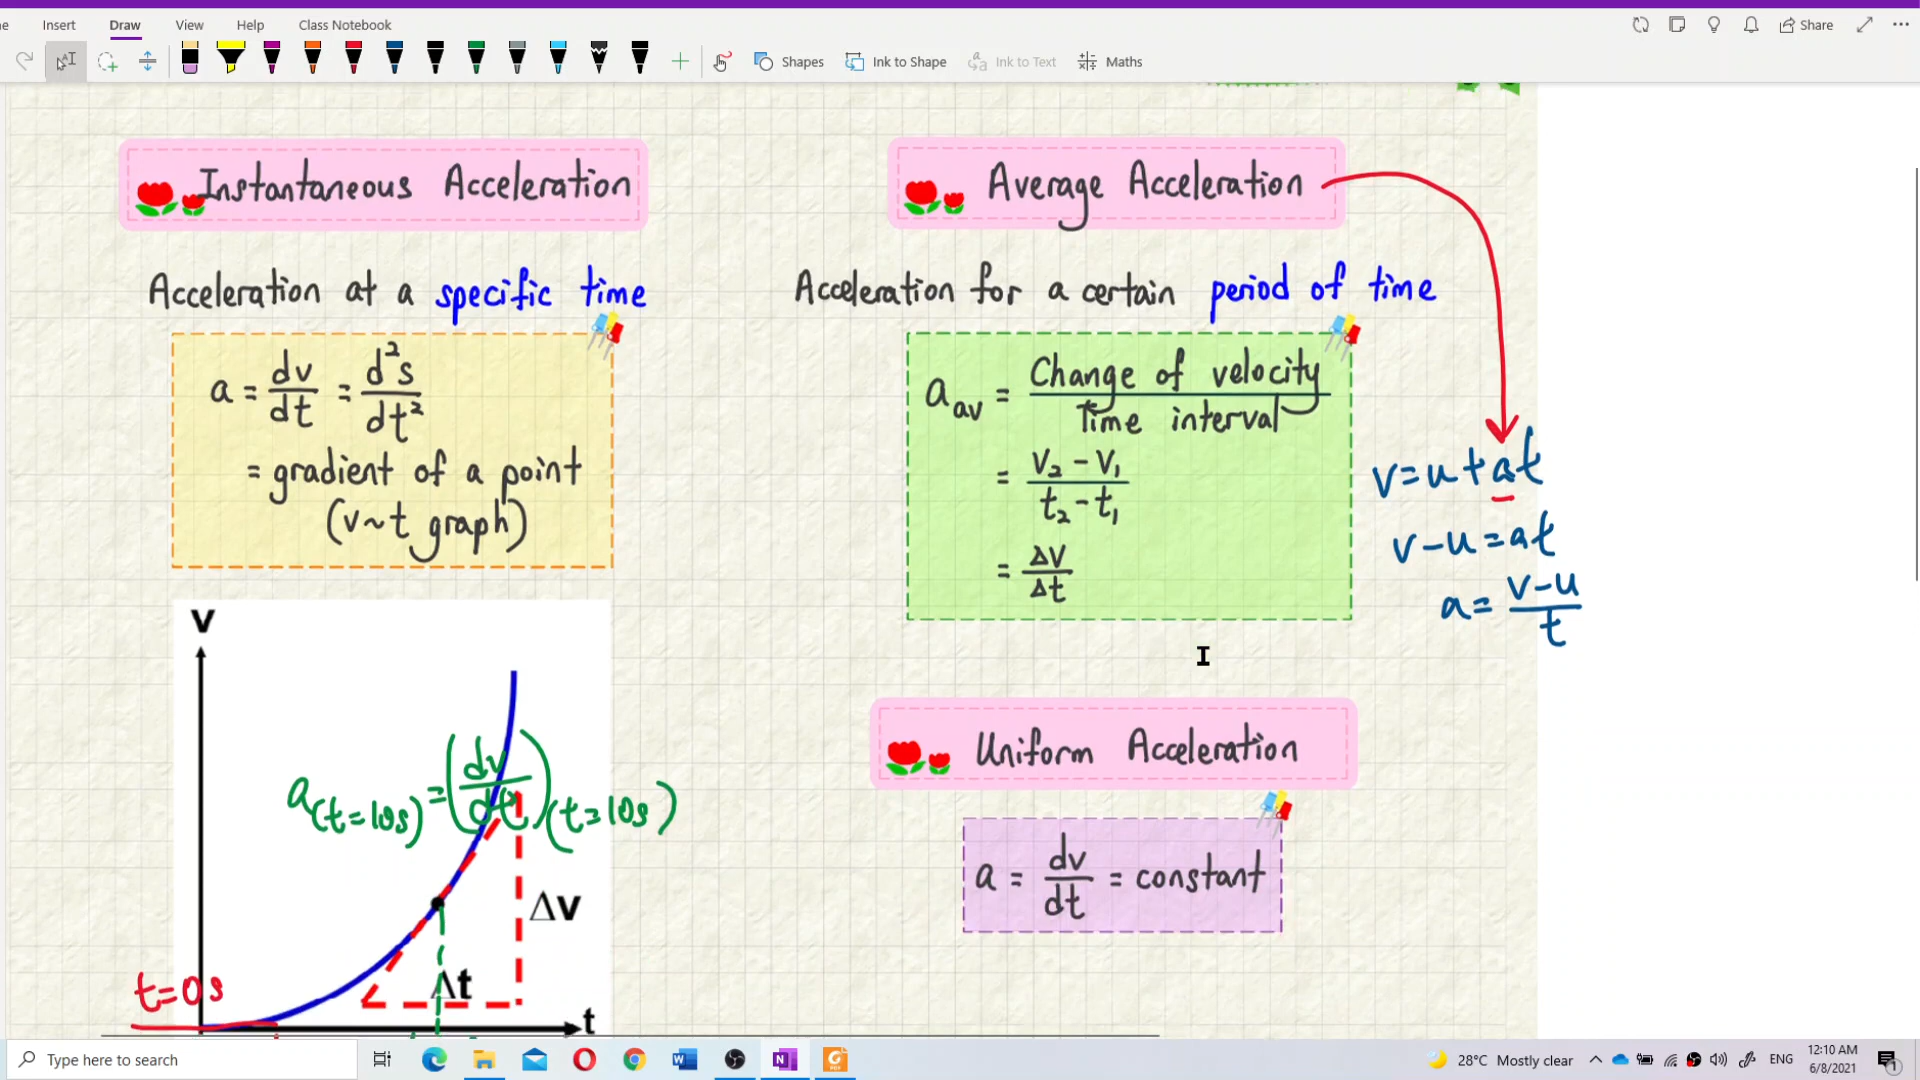 Insert Draw View Help Class Notebook
Share
Shapes Ink to Shape Ink to Text Maths
Instantaneous Acceleration
Acceleration at a specific time
a = dv/dt = d²s/dt²
= gradient of a point
(v~t graph)
v
a(t=10s) = (dv/dt)(t=10s)
Δv
Δt
t=0s
t
Average Acceleration
Acceleration for a certain period of time
a av = Change of velocity / Time interval
= V₂ - V₁ / t₂ - t₁
= ΔV / Δt
v=u+at
v-u=at
a= v-u / t
Uniform Acceleration
a = dv/dt = constant
Type here to search
28°C Mostly clear
ENG
12:10 AM
6/8/2021